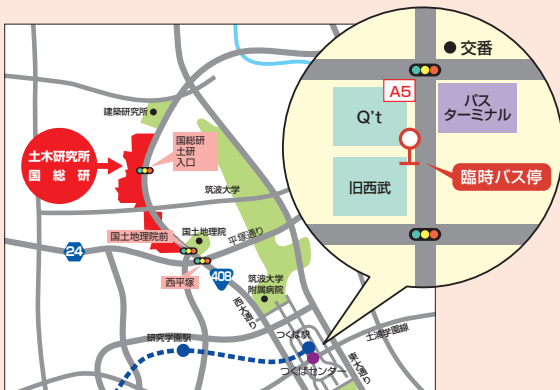 交番
A5
Q't
バス
ターミナル
旧西武
臨時バス停
建築研究所
土木研究所
国総研
国総研
土研
入口
筑波大学
国土地理院前
国土地理院
平塚通り
24
408
西平塚
筑波大学
附属病院
西大通り
研究学園駅
つくば駅
つくばセンター
土浦学園線
東大通り